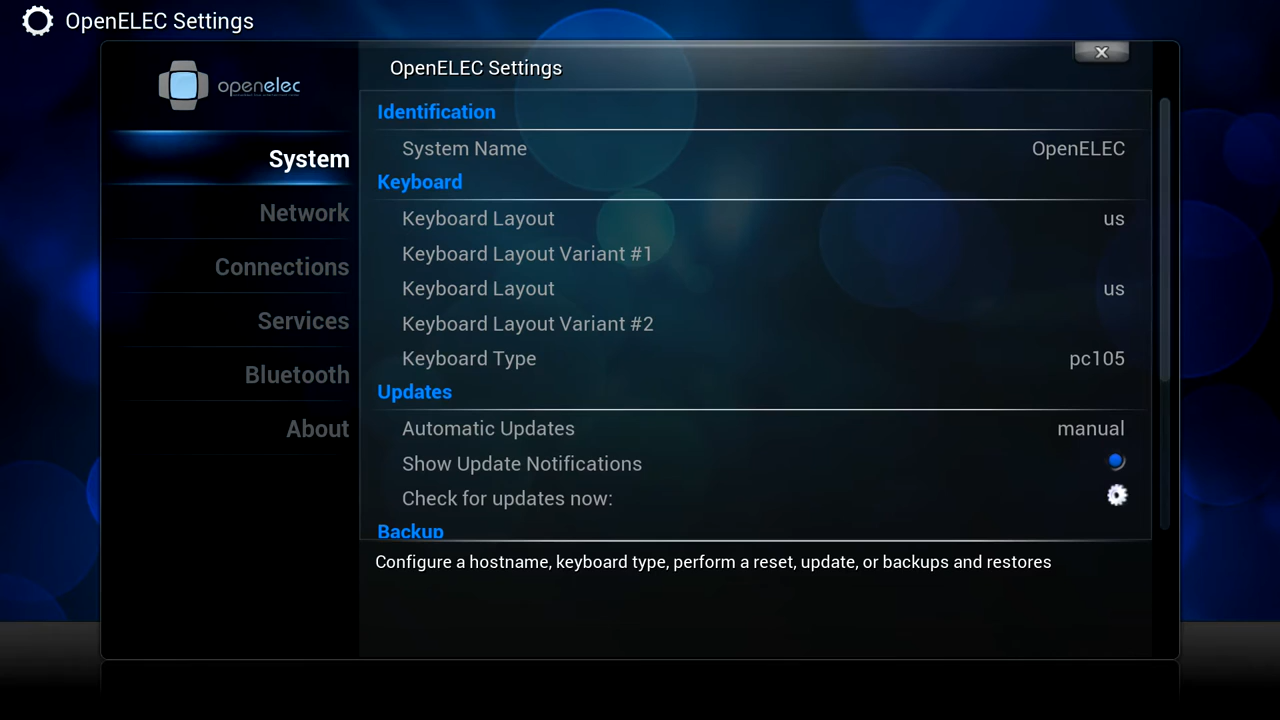 OpenELEC Settings
openelec
OpenELEC Settings
System
Network
Connections
Services
Bluetooth
About
Identification
System Name OpenELEC
Keyboard
Keyboard Layout us
Keyboard Layout Variant #1
Keyboard Layout us
Keyboard Layout Variant #2
Keyboard Type pc105
Updates
Automatic Updates manual
Show Update Notifications
Check for updates now:
Backup
Configure a hostname, keyboard type, perform a reset, update, or backups and restores